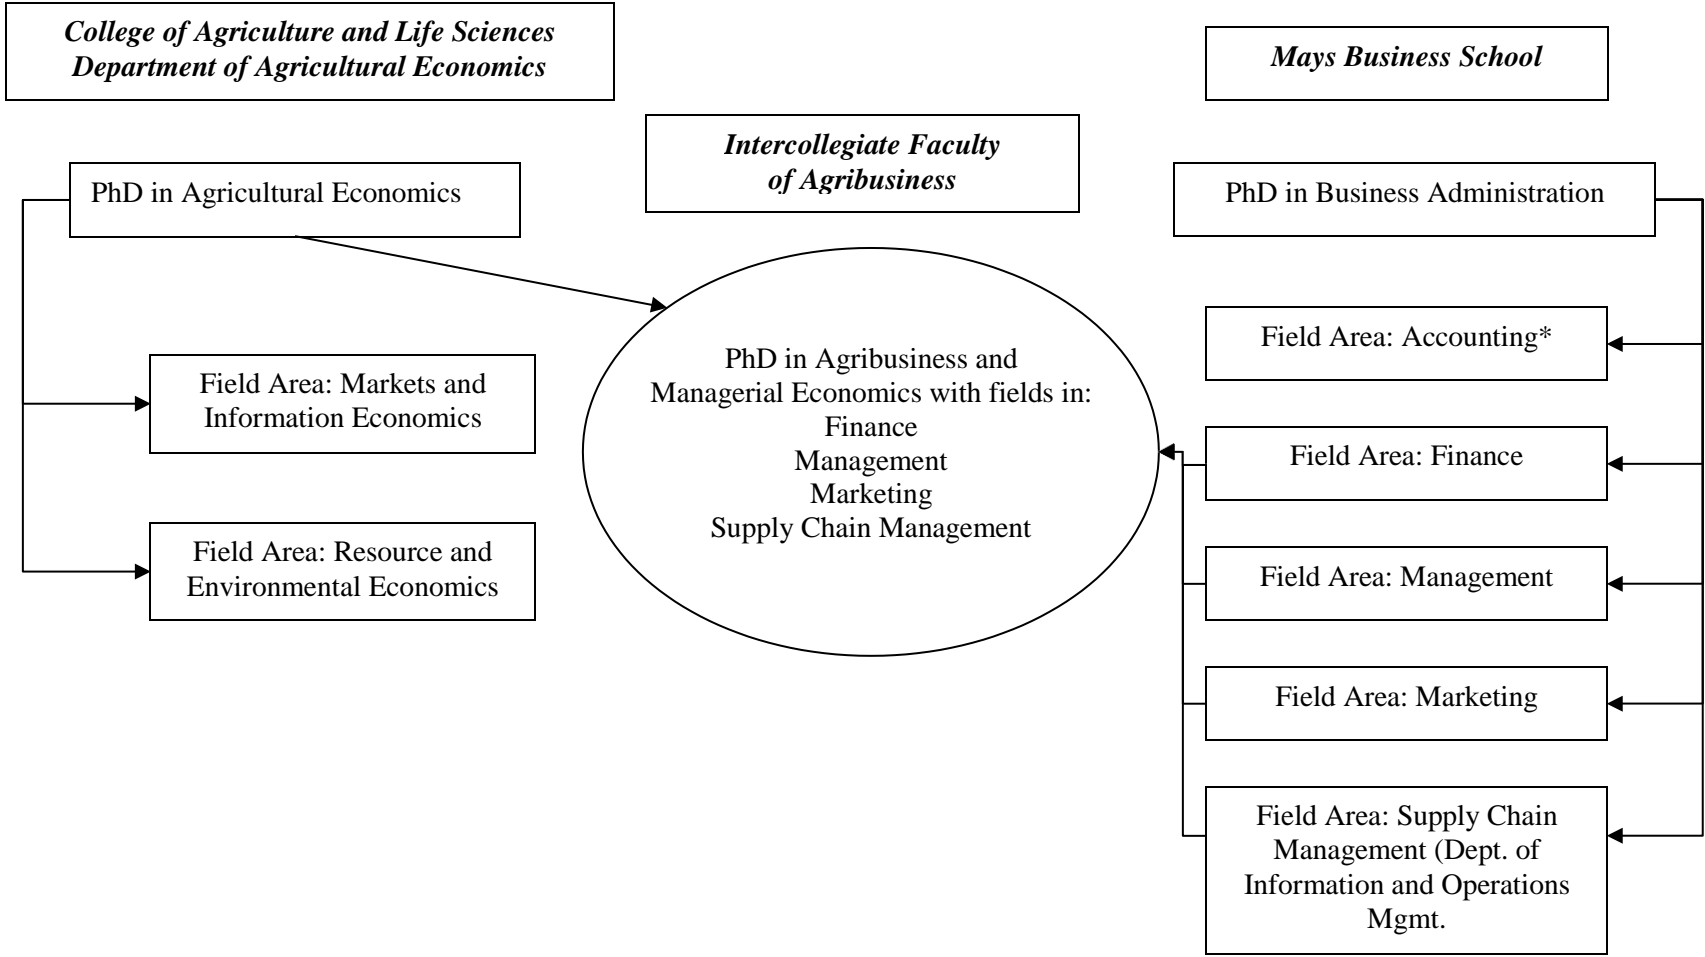 College of Agriculture and Life Sciences
Department of Agricultural Economics
Mays Business School
Intercollegiate Faculty
of Agribusiness
PhD in Agricultural Economics
PhD in Business Administration
Field Area: Markets and
Information Economics
Field Area: Resource and
Environmental Economics
PhD in Agribusiness and
Managerial Economics with fields in:
Finance
Management
Marketing
Supply Chain Management
Field Area: Accounting*
Field Area: Finance
Field Area: Management
Field Area: Marketing
Field Area: Supply Chain
Management (Dept. of
Information and Operations
Mgmt.